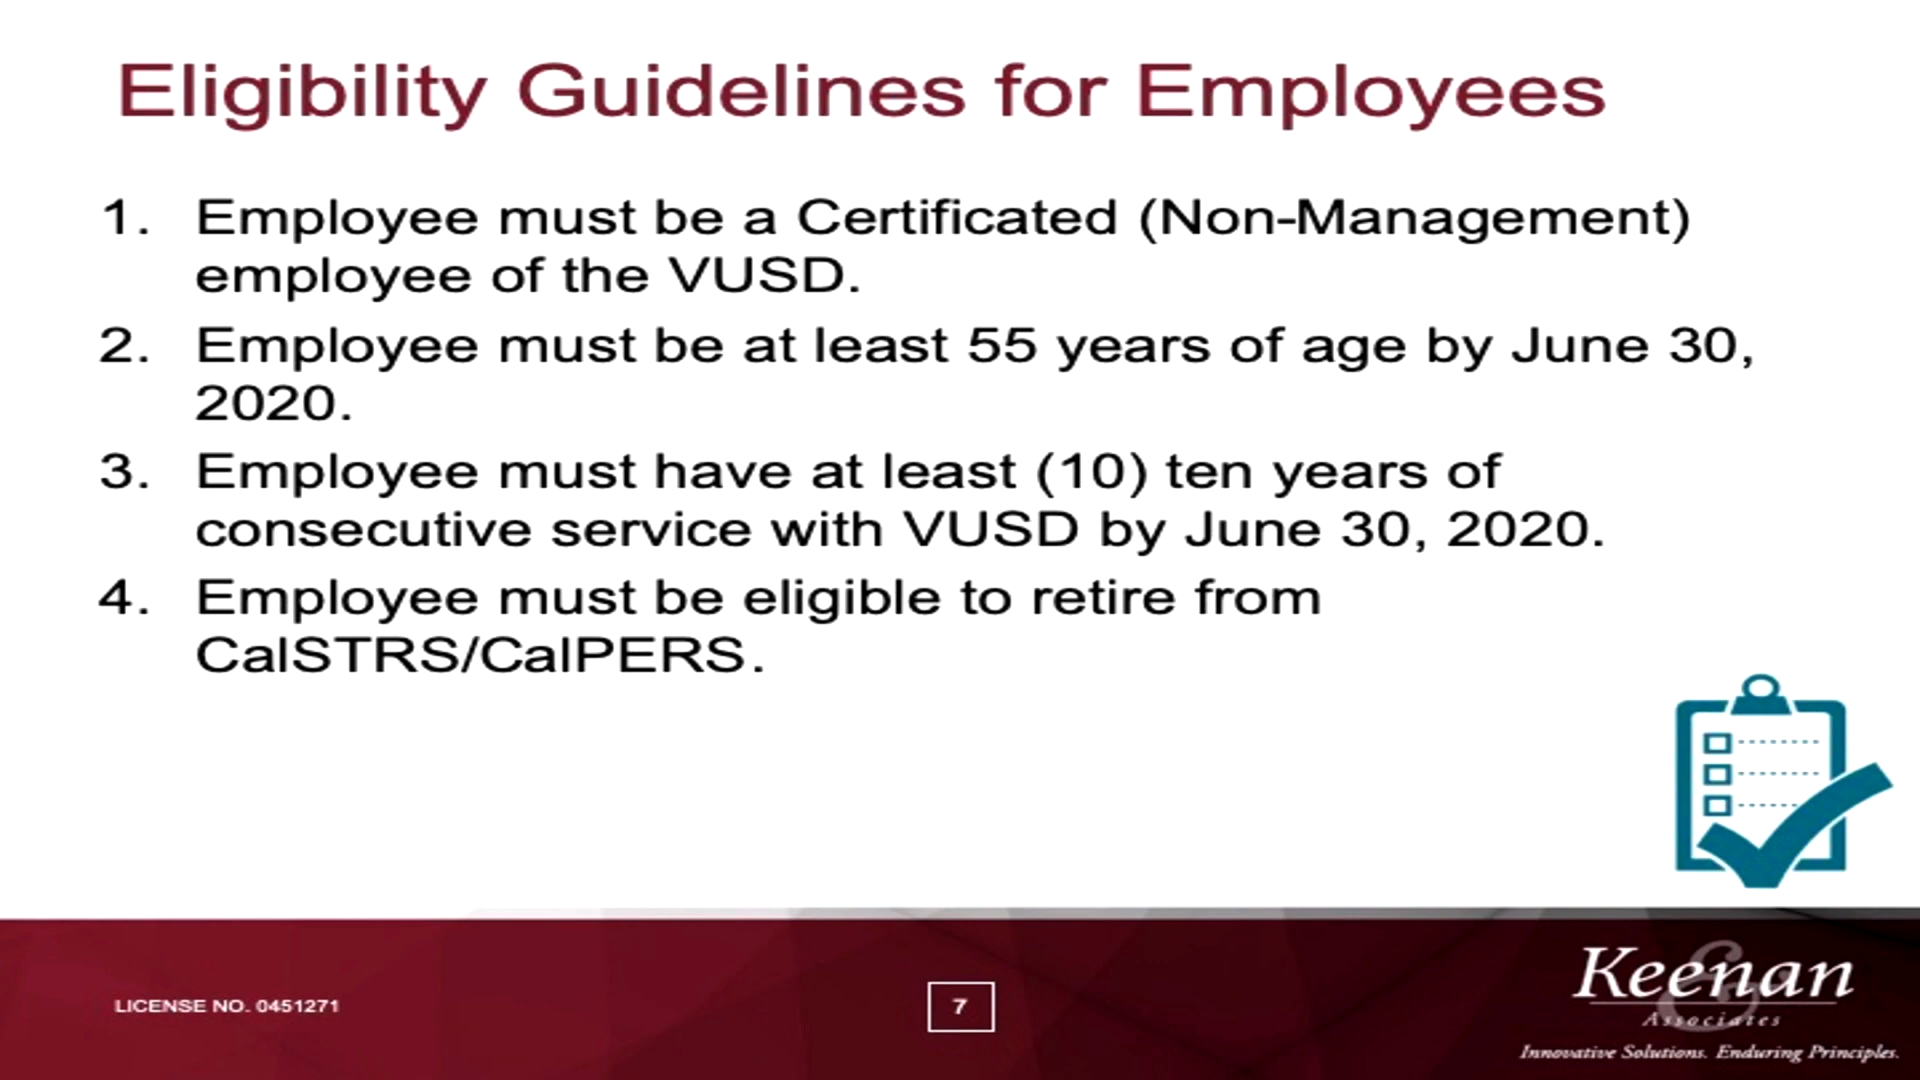 Eligibility Guidelines for Employees
1. Employee must be a Certificated (Non-Management)
employee of the VUSD.
2. Employee must be at least 55 years of age by June 30,
2020.
3. Employee must have at least (10) ten years of
consecutive service with VUSD by June 30, 2020.
4. Employee must be eligible to retire from
CalSTRS/CalPERS.
LICENSE NO. 0451271
7
Keenan
&
Associates
Innovative Solutions. Enduring Principles.